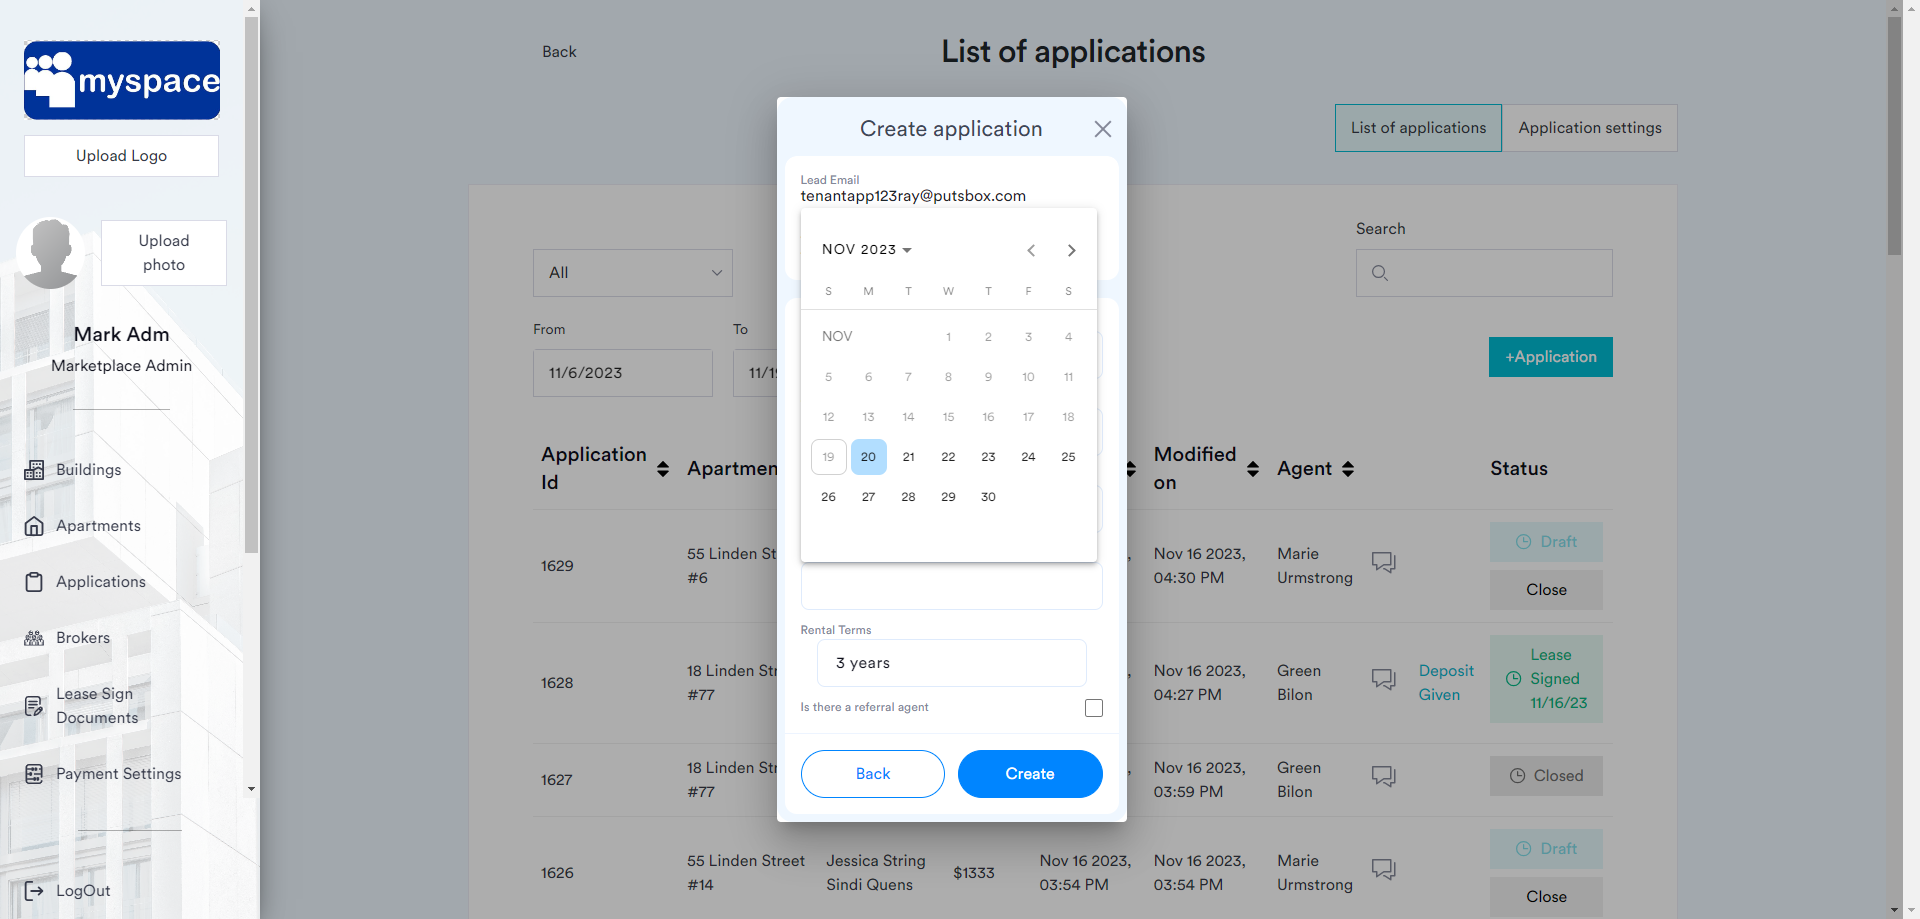 myspace
Upload Logo
Upload
photo
Mark Adm
Marketplace Admin
Buildings
Apartments
Applications
Brokers
Lease Sign
Documents
Payment Settings
LogOut
Back
List of applications
List of applications
Application settings
All
Search
From
To
11/6/2023
+Application
Application
Id
Modified
on
Agent
Status
1629
55 Linden St
#6
Nov 16 2023,
04:30 PM
Marie
Urmstrong
Draft
Close
1628
18 Linden Str
#77
Nov 16 2023,
04:27 PM
Green
Bilon
Deposit
Given
Lease
Signed
11/16/23
1627
18 Linden Str
#77
Nov 16 2023,
03:59 PM
Green
Bilon
Closed
1626
55 Linden Street
#14
Jessica String
Sindi Quens
$1333
Nov 16 2023,
03:54 PM
Nov 16 2023,
03:54 PM
Marie
Urmstrong
Draft
Close
Create application
Lead Email
tenantapp123ray@putsbox.com
NOV 2023
S M T W T F S
NOV 1 2 3 4
5 6 7 8 9 10 11
12 13 14 15 16 17 18
19 20 21 22 23 24 25
26 27 28 29 30
Rental Terms
3 years
Is there a referral agent
Back
Create